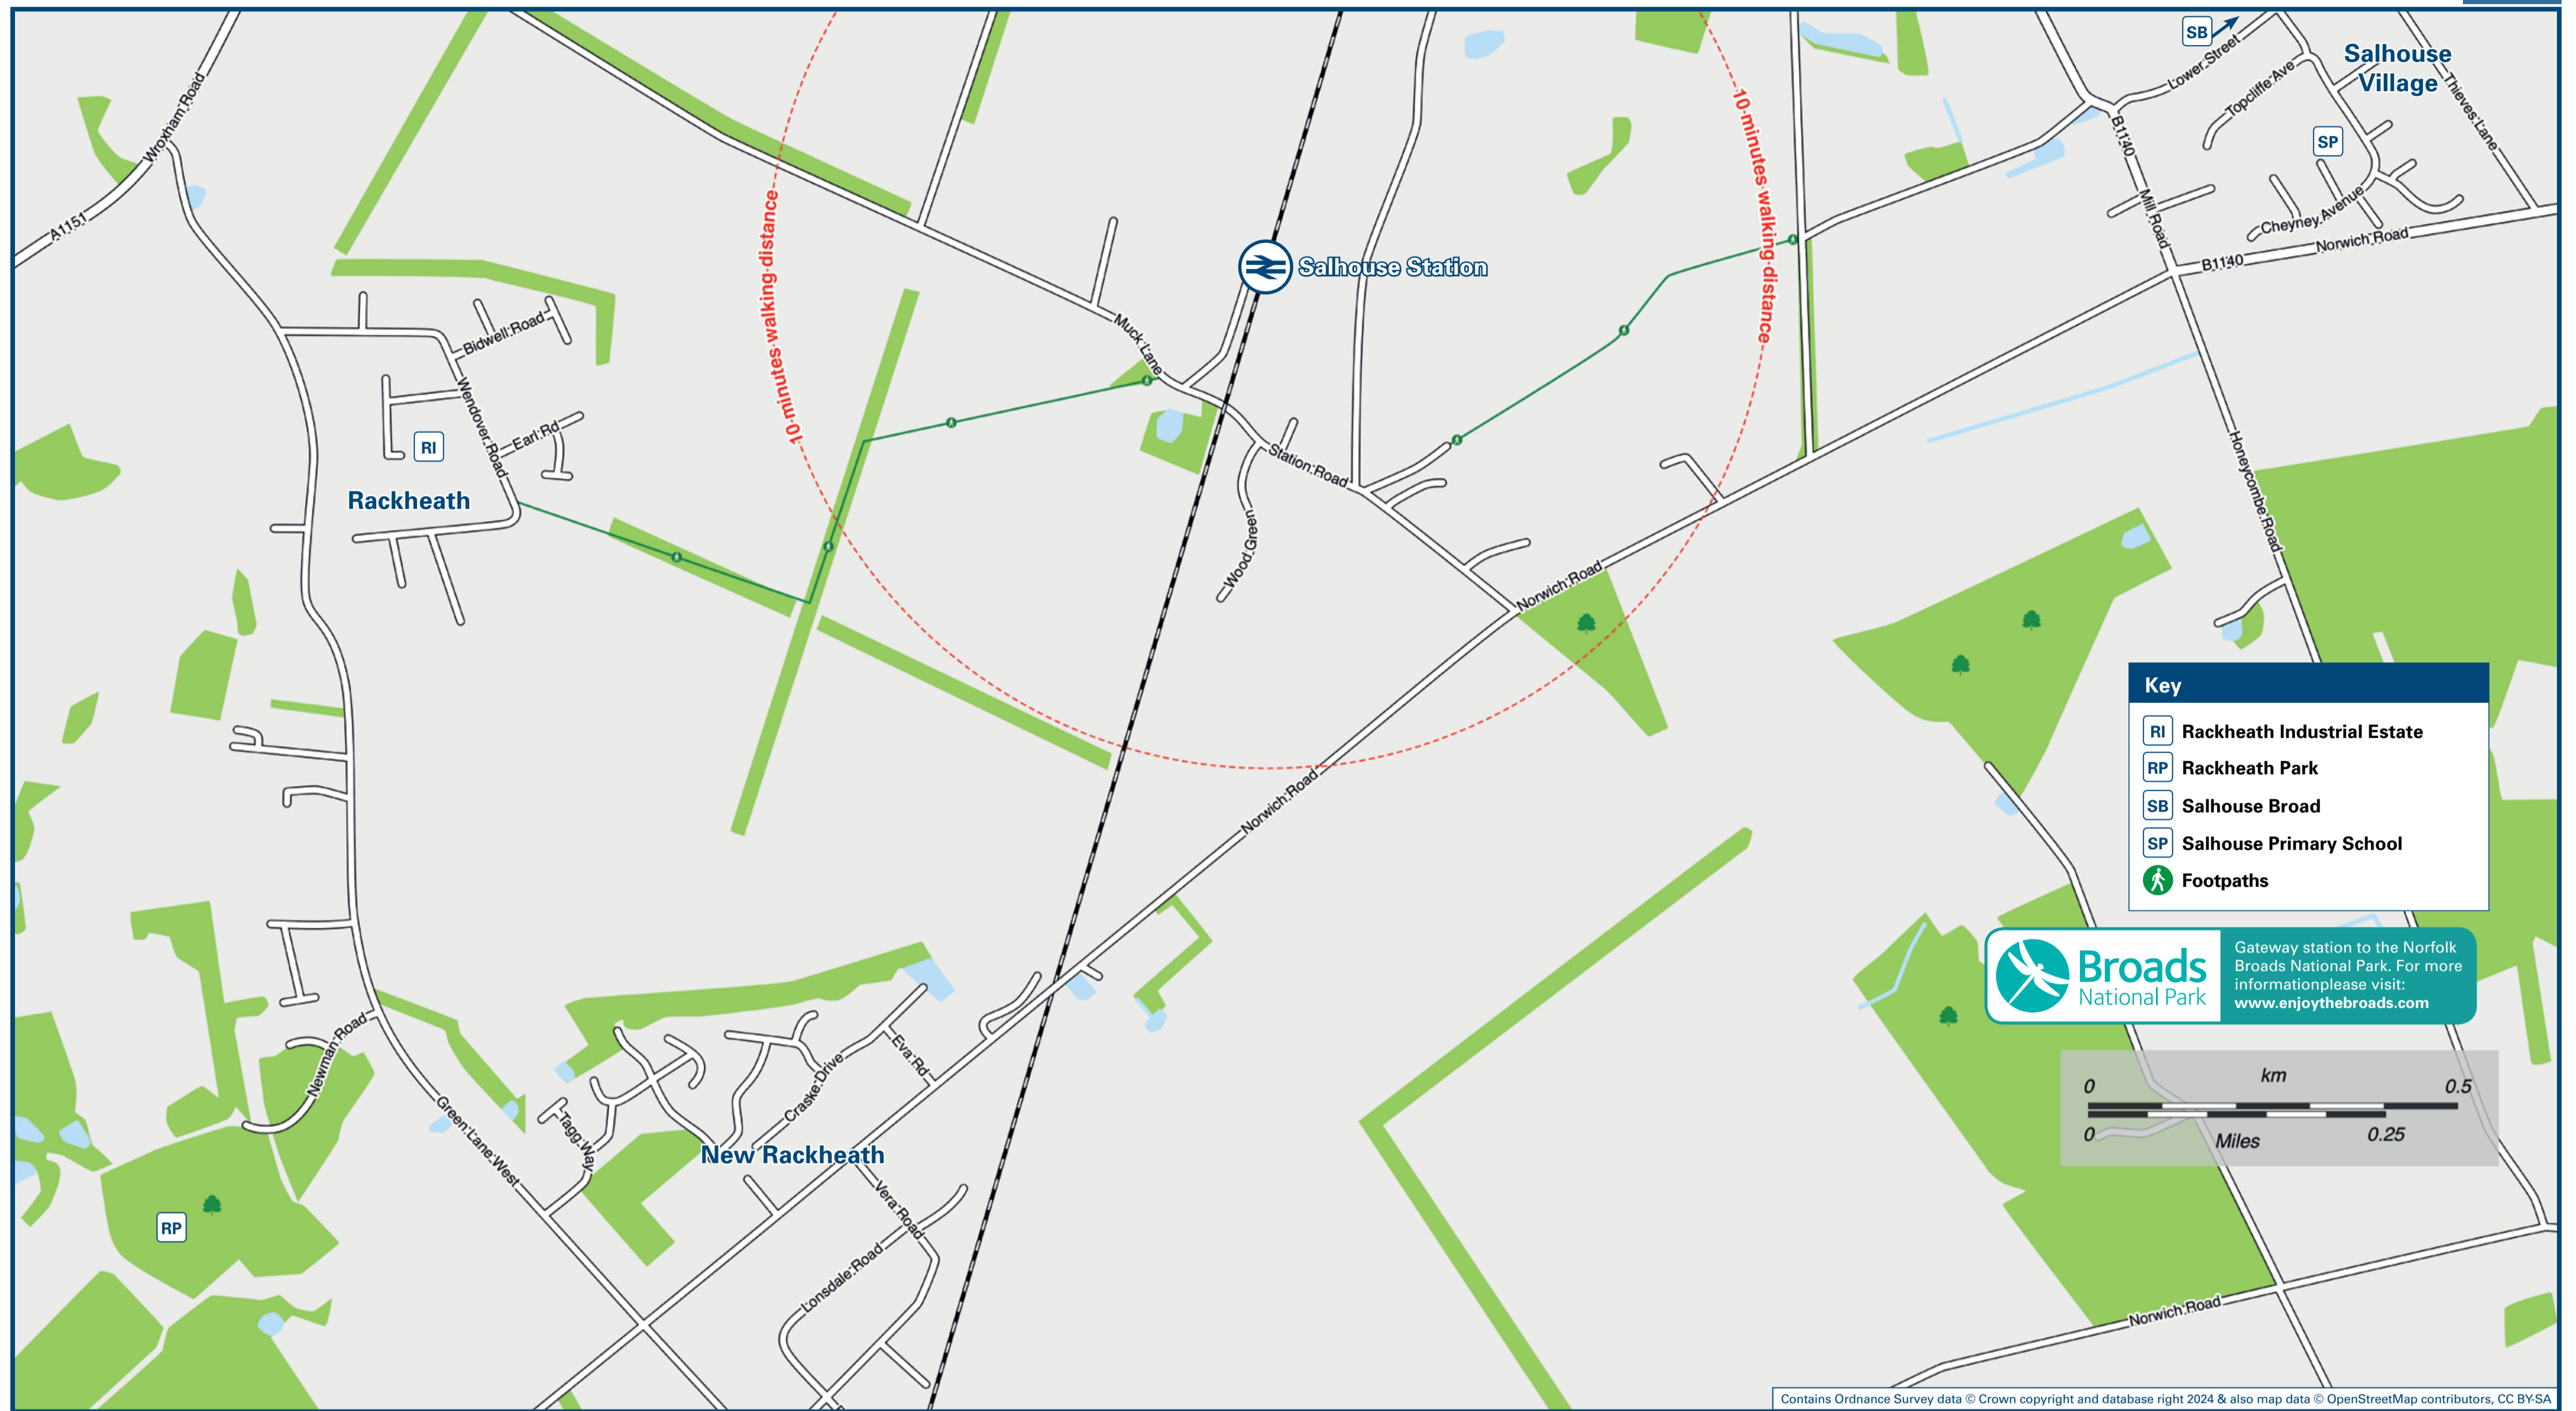 SB
Salhouse
Village
Lower Street
Topcliffe Ave
Thieves Lane
Wroxham Road
A1151
10 minutes walking distance
10 minutes walking distance
B1140
SP
Mill Road
Cheyney Avenue
Norwich Road
B1140
Salhouse Station
Muck Lane
Bidwell Road
Wendover Road
Earl Rd
RI
Rackheath
Station Road
Wood Green
Norwich Road
Honeycombe Road
Norwich Road
Key
RI Rackheath Industrial Estate
RP Rackheath Park
SB Salhouse Broad
SP Salhouse Primary School
Footpaths
Broads
National Park
Gateway station to the Norfolk
Broads National Park. For more
informationplease visit:
www.enjoythebroads.com
Newman Road
Green Lane West
Eva Rd
Craske Drive
Tagg Way
New Rackheath
Vera Road
Lonsdale Road
RP
km
0 0.5
0 Miles 0.25
Norwich Road
Contains Ordnance Survey data © Crown copyright and database right 2024 & also map data © OpenStreetMap contributors, CC BY-SA